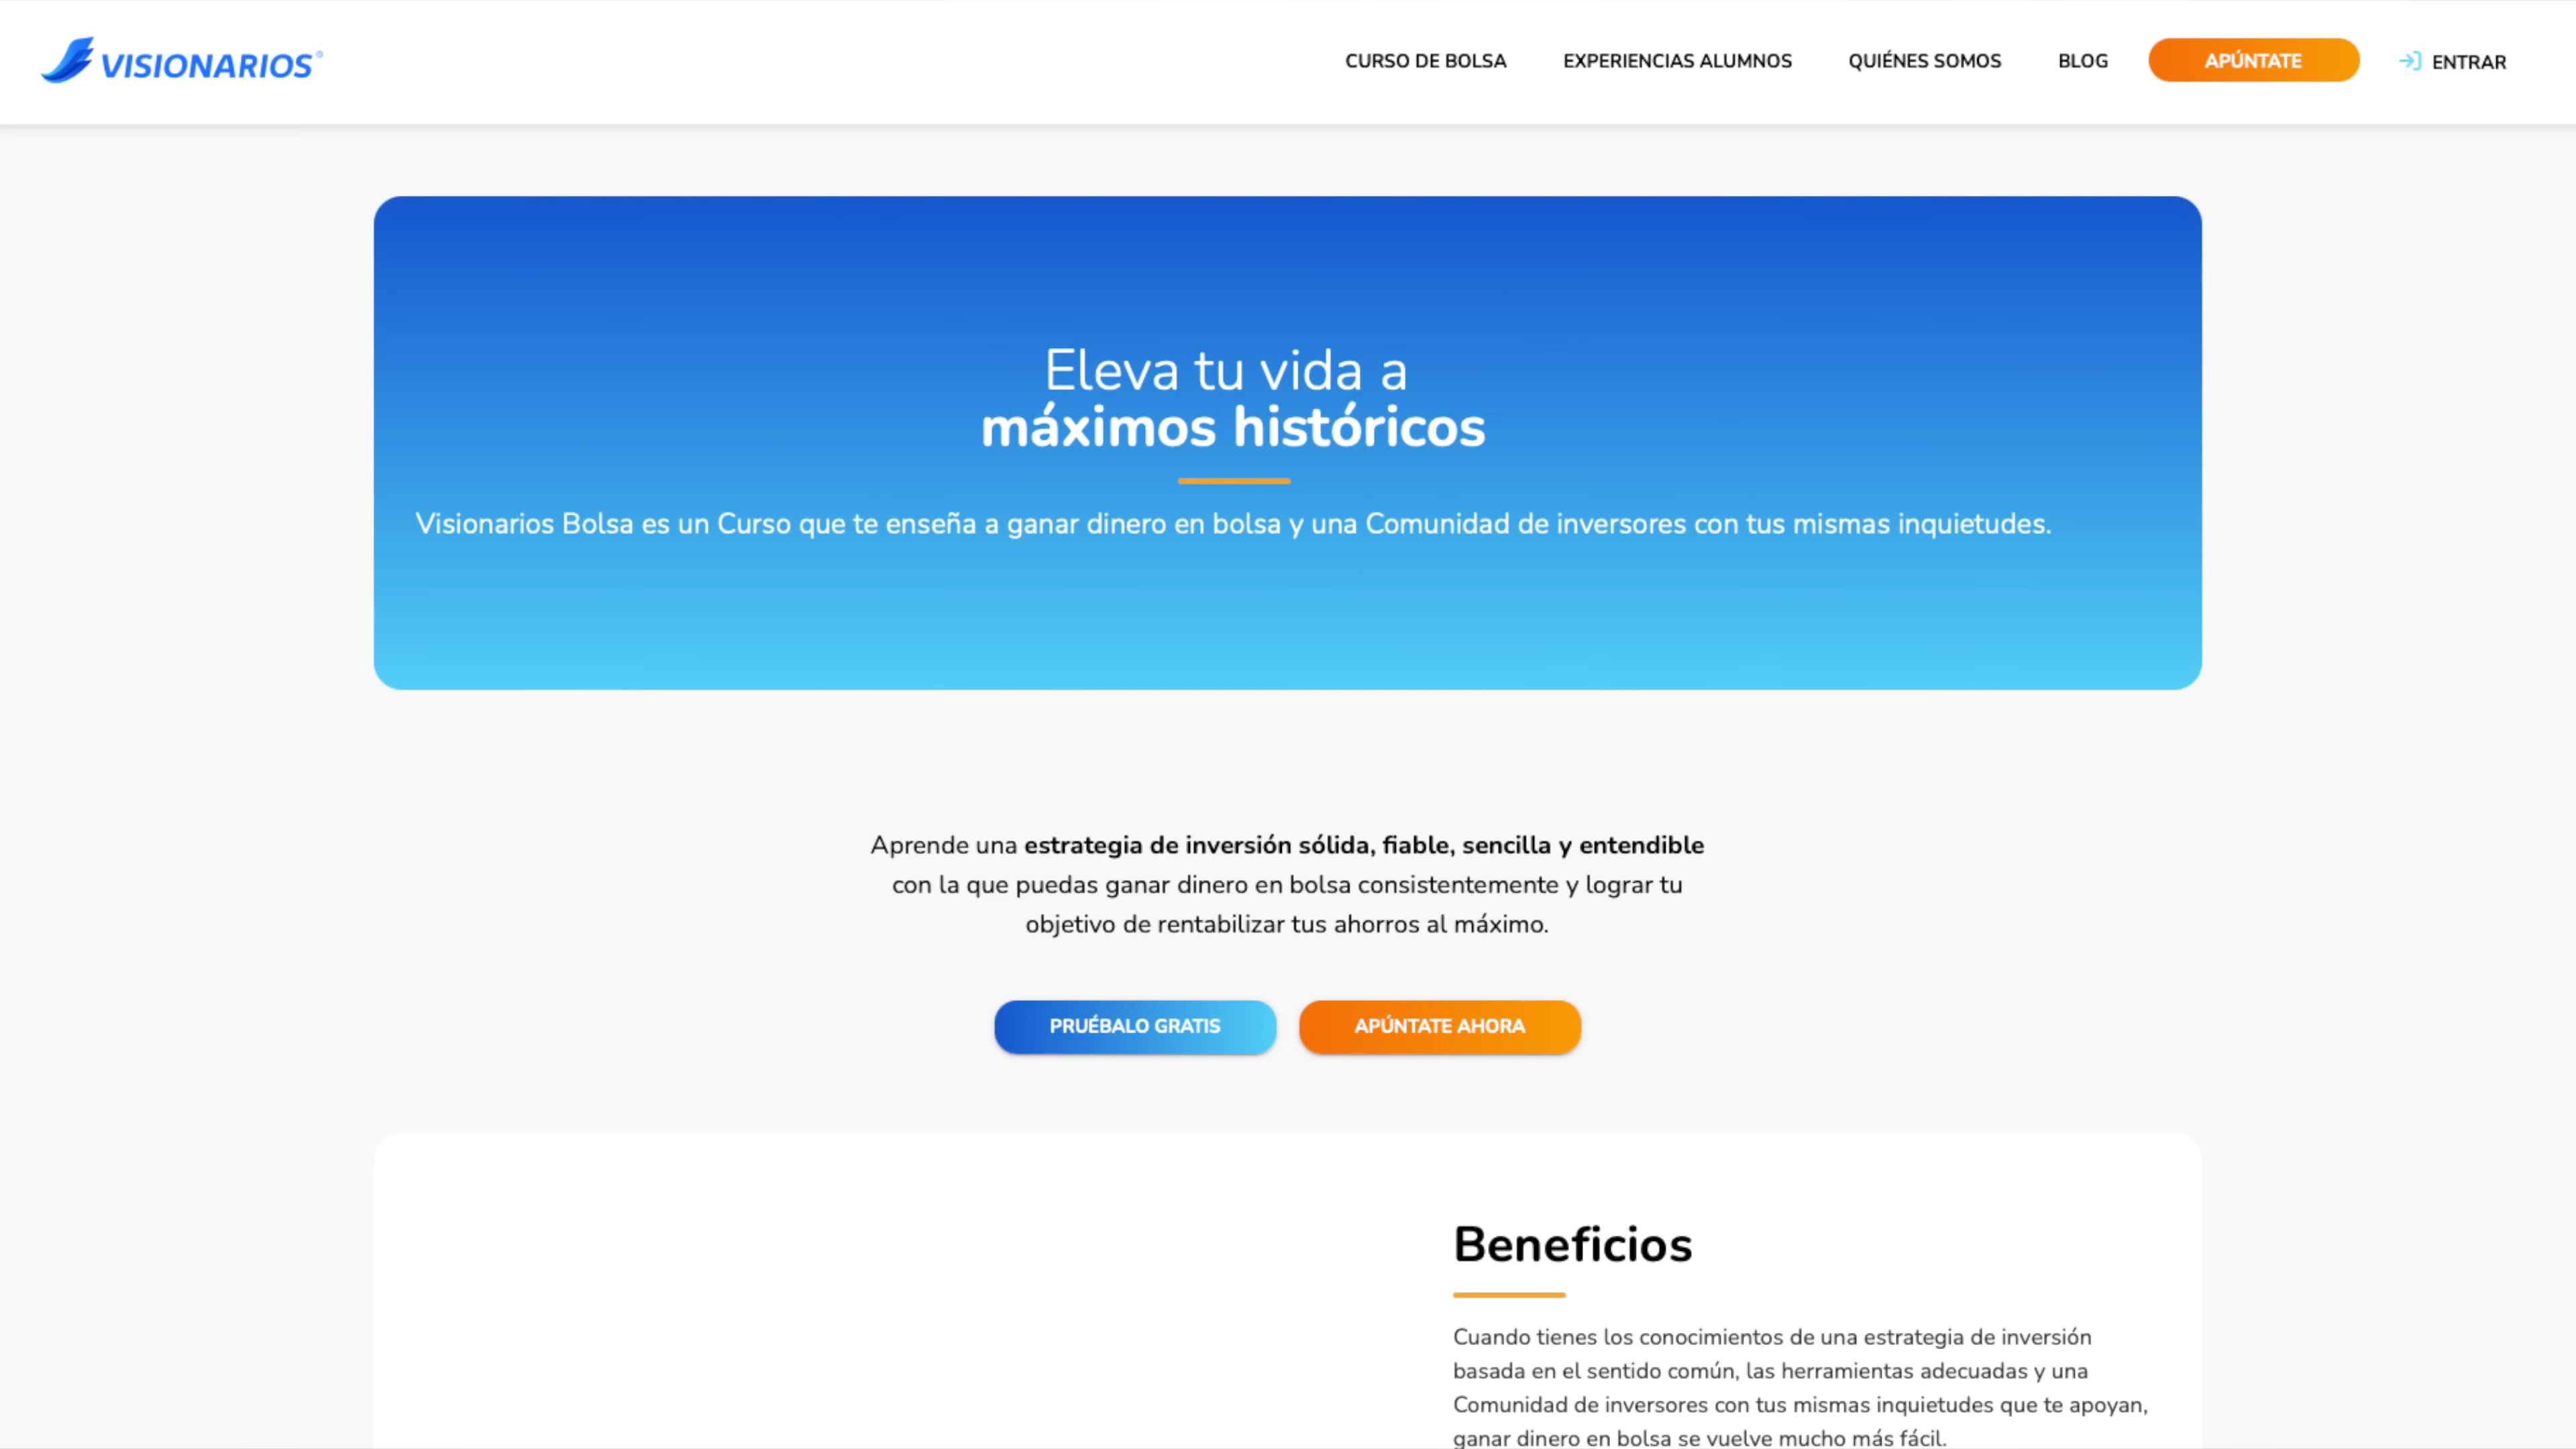 VISIONARIOS®
CURSO DE BOLSA
EXPERIENCIAS ALUMNOS
QUIÉNES SOMOS
BLOG
APÚNTATE
ENTRAR
Eleva tu vida a
máximos históricos
Visionarios Bolsa es un Curso que te enseña a ganar dinero en bolsa y una Comunidad de inversores con tus mismas inquietudes.
Aprende una estrategia de inversión sólida, fiable, sencilla y entendible
con la que puedas ganar dinero en bolsa consistentemente y lograr tu
objetivo de rentabilizar tus ahorros al máximo.
PRUÉBALO GRATIS
APÚNTATE AHORA
Beneficios
Cuando tienes los conocimientos de una estrategia de inversión
basada en el sentido común, las herramientas adecuadas y una
Comunidad de inversores con tus mismas inquietudes que te apoyan,
ganar dinero en bolsa se vuelve mucho más fácil.